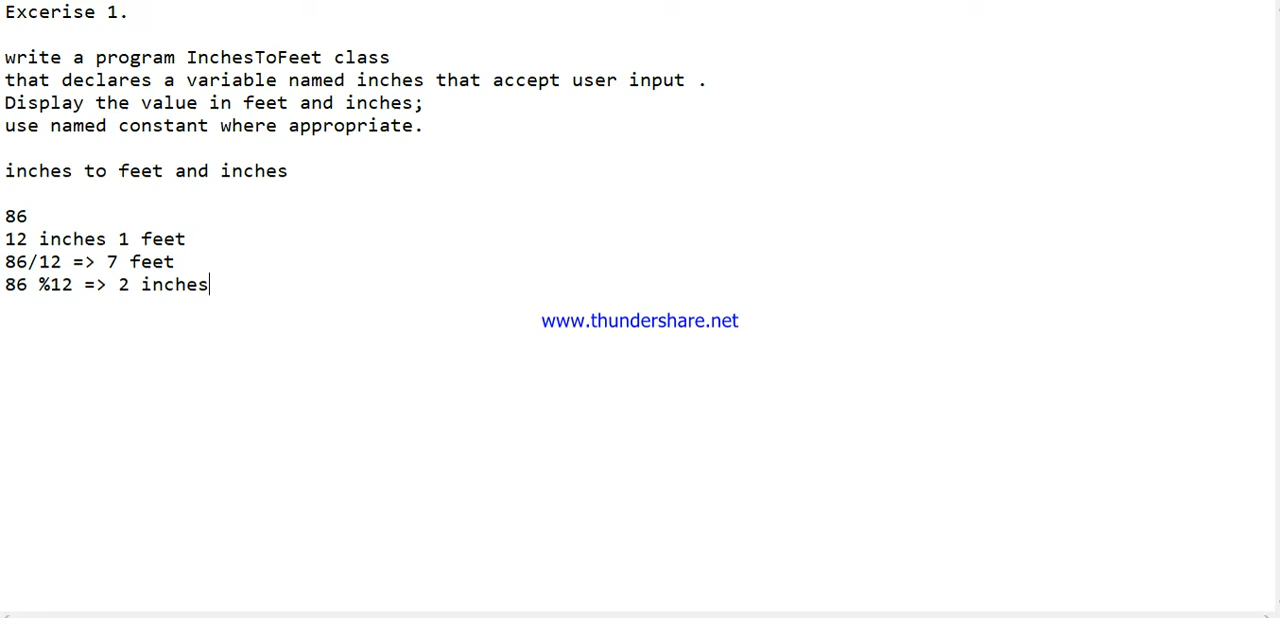 Excerise 1.
write a program InchesToFeet class
that declares a variable named inches that accept user input .
Display the value in feet and inches;
use named constant where appropriate.
inches to feet and inches
86
12 inches 1 feet
86/12 => 7 feet
86 %12 => 2 inches
www.thundershare.net